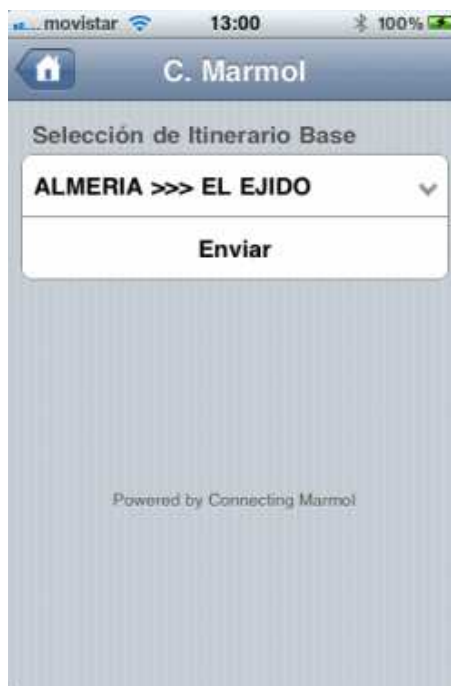 movistar 13:00 100%
C. Marmol
Selección de Itinerario Base
ALMERIA >>> EL EJIDO
Enviar
Powered by Connecting Marmol